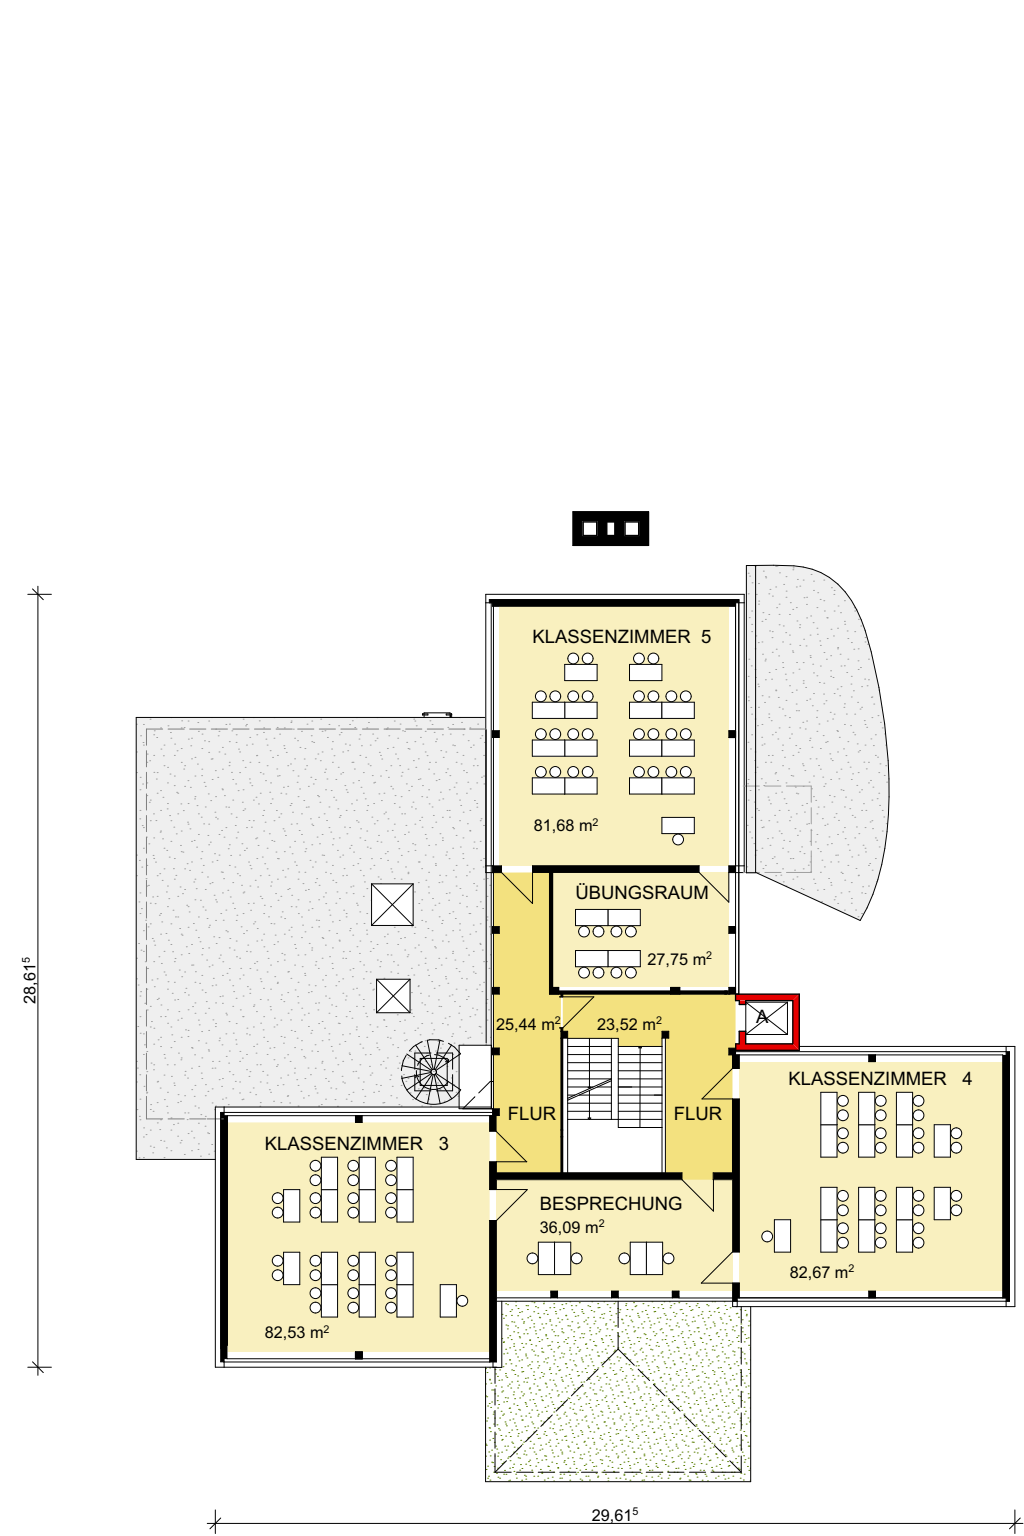 KLASSENZIMMER 5
81,68 m²
ÜBUNGSRAUM
27,75 m²
28,61⁵
25,44 m²
23,52 m²
A
FLUR
FLUR
KLASSENZIMMER 4
KLASSENZIMMER 3
BESPRECHUNG
36,09 m²
82,67 m²
82,53 m²
29,61⁵